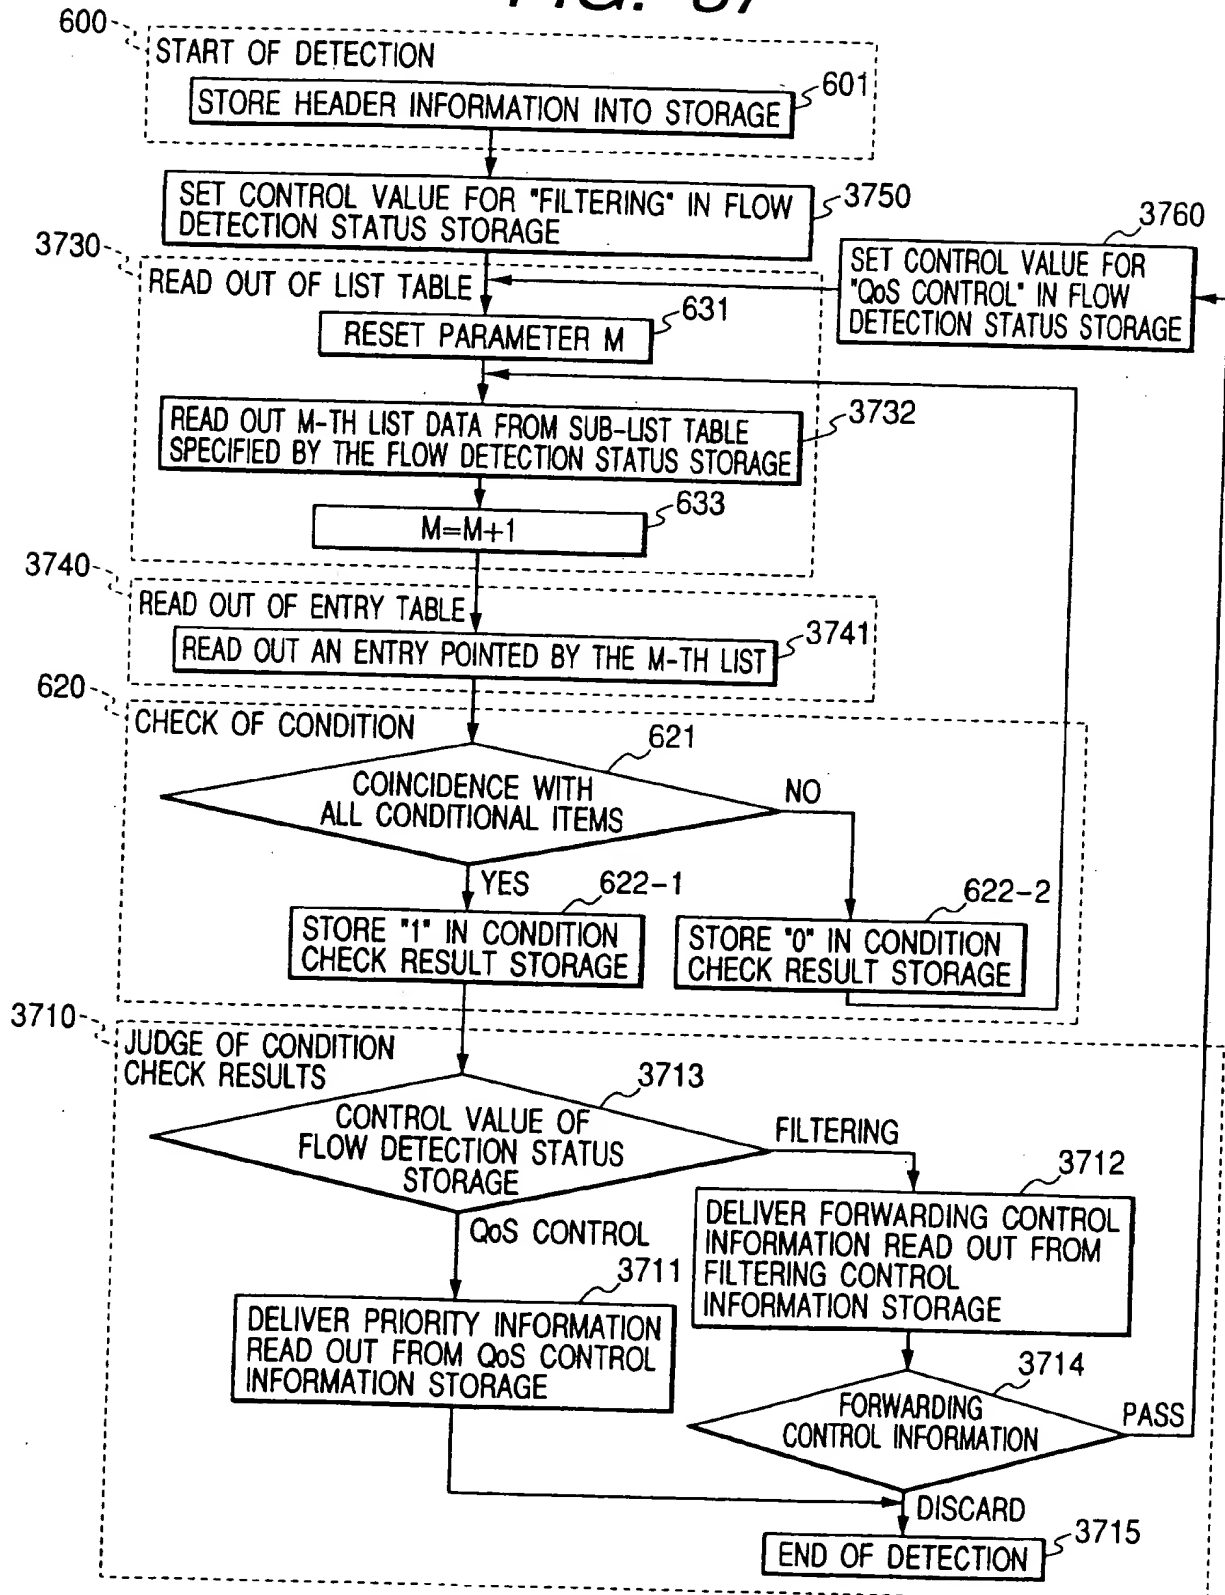 600
START OF DETECTION
STORE HEADER INFORMATION INTO STORAGE
601
SET CONTROL VALUE FOR "FILTERING" IN FLOW
DETECTION STATUS STORAGE
3750
3760
SET CONTROL VALUE FOR
"QoS CONTROL" IN FLOW
DETECTION STATUS STORAGE
3730
READ OUT OF LIST TABLE
631
RESET PARAMETER M
READ OUT M-TH LIST DATA FROM SUB-LIST TABLE
SPECIFIED BY THE FLOW DETECTION STATUS STORAGE
3732
633
M=M+1
3740
READ OUT OF ENTRY TABLE
READ OUT AN ENTRY POINTED BY THE M-TH LIST
3741
620
CHECK OF CONDITION
621
COINCIDENCE WITH
ALL CONDITIONAL ITEMS
NO
YES
622-1
STORE "1" IN CONDITION
CHECK RESULT STORAGE
622-2
STORE "0" IN CONDITION
CHECK RESULT STORAGE
3710
JUDGE OF CONDITION
CHECK RESULTS
3713
CONTROL VALUE OF
FLOW DETECTION STATUS
STORAGE
FILTERING
QoS CONTROL
3712
DELIVER FORWARDING CONTROL
INFORMATION READ OUT FROM
FILTERING CONTROL
INFORMATION STORAGE
3711
DELIVER PRIORITY INFORMATION
READ OUT FROM QoS CONTROL
INFORMATION STORAGE
3714
FORWARDING
CONTROL INFORMATION
PASS
DISCARD
END OF DETECTION
3715